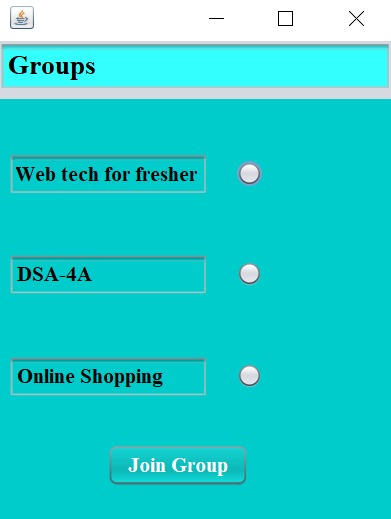 Groups
Web tech for fresher
DSA-4A
Online Shopping
Join Group